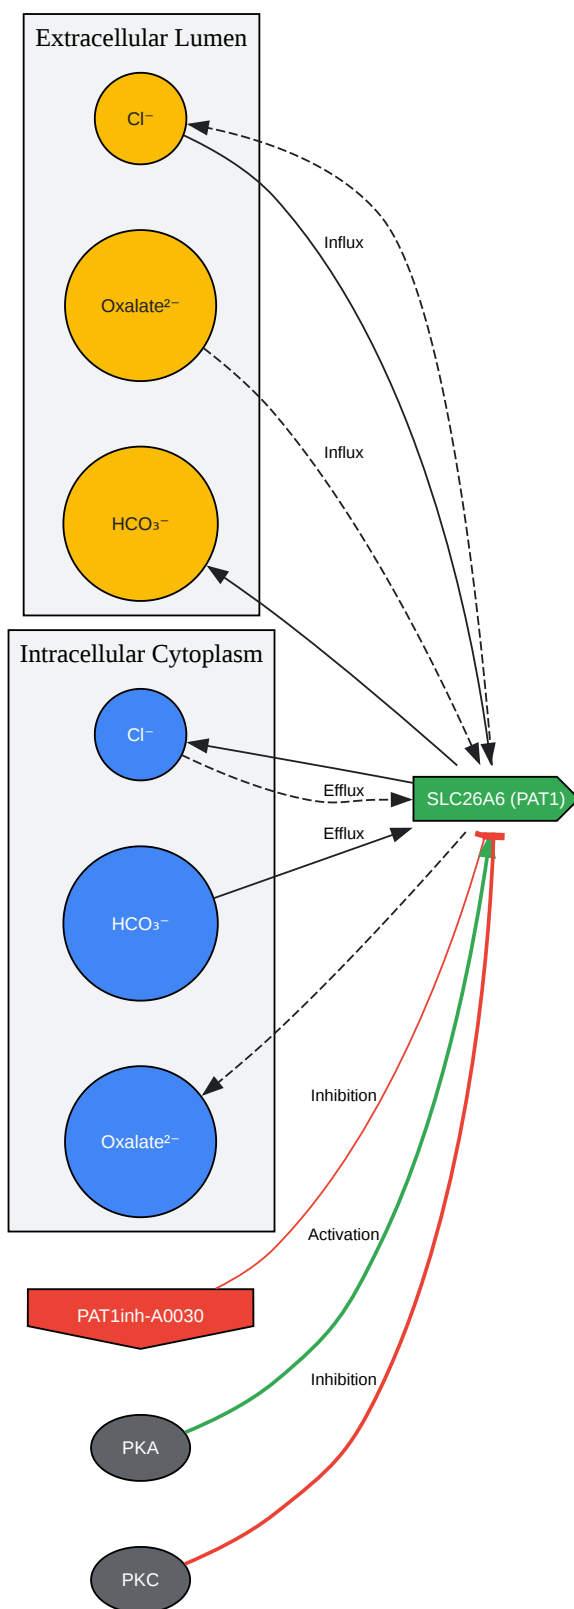 Extracellular Lumen
Cl⁻
Influx
Oxalate²⁻
Influx
HCO₃⁻
Intracellular Cytoplasm
Cl⁻
Efflux
SLC26A6 (PAT1)
Efflux
HCO₃⁻
Inhibition
Oxalate²⁻
Activation
PAT1inh-A0030
Inhibition
PKA
PKC